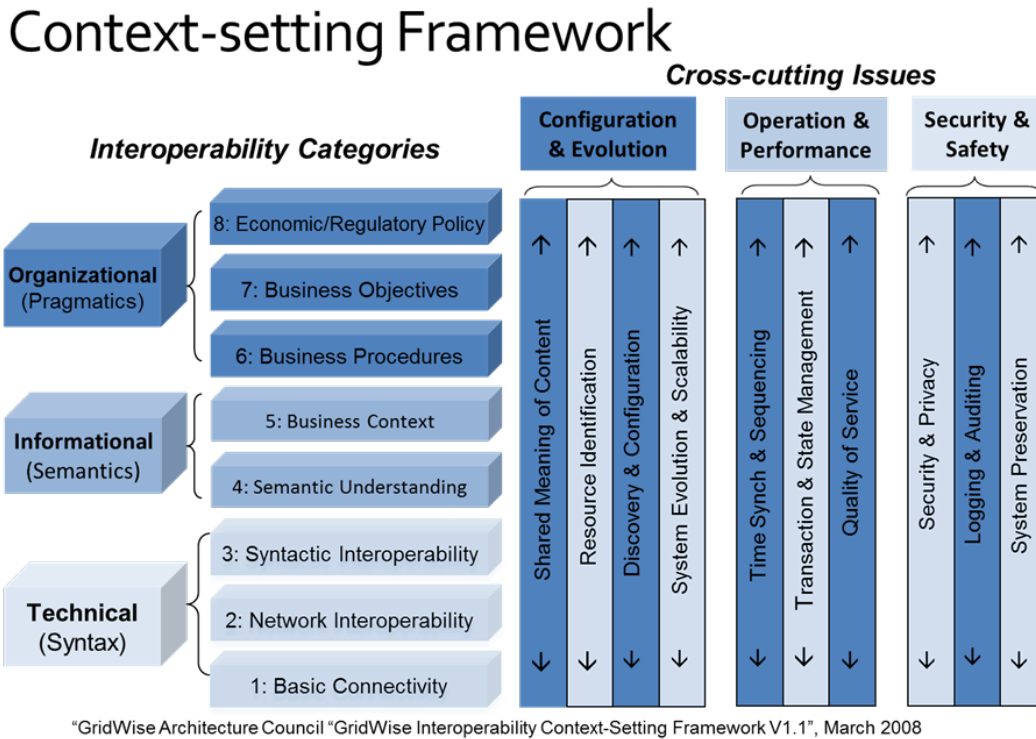 Context-setting Framework
Cross-cutting Issues
Interoperability Categories
Configuration
& Evolution
Operation &
Performance
Security &
Safety
Organizational
(Pragmatics)
8: Economic/Regulatory Policy
7: Business Objectives
6: Business Procedures
Informational
(Semantics)
5: Business Context
4: Semantic Understanding
Technical
(Syntax)
3: Syntactic Interoperability
2: Network Interoperability
1: Basic Connectivity
Shared Meaning of Content
Resource Identification
Discovery & Configuration
System Evolution & Scalability
Time Synch & Sequencing
Transaction & State Management
Quality of Service
Security & Privacy
Logging & Auditing
System Preservation
"GridWise Architecture Council "GridWise Interoperability Context-Setting Framework V1.1", March 2008